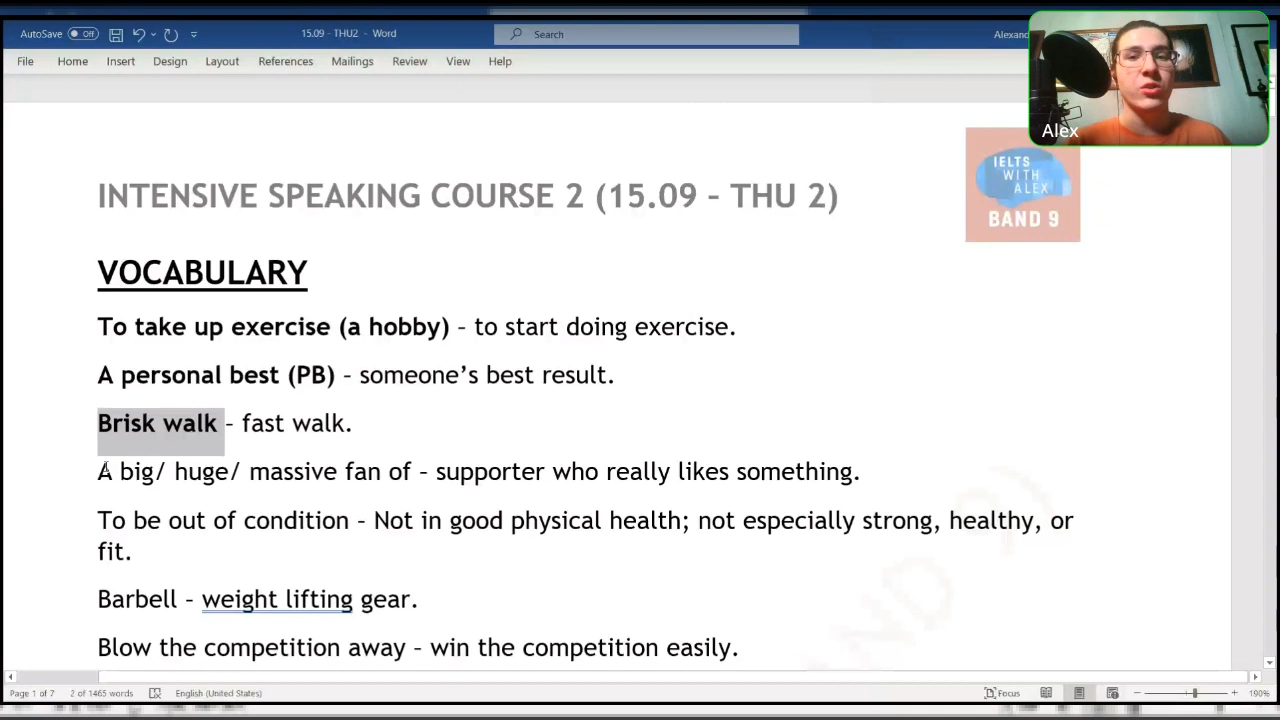 AutoSave Off 15.09 - THU2 - Word Search Alexand
File Home Insert Design Layout References Mailings Review View Help
Alex
IELTS
WITH
ALEX
BAND 9
INTENSIVE SPEAKING COURSE 2 (15.09 – THU 2)
VOCABULARY
To take up exercise (a hobby) – to start doing exercise.
A personal best (PB) – someone’s best result.
Brisk walk – fast walk.
A big/ huge/ massive fan of – supporter who really likes something.
To be out of condition – Not in good physical health; not especially strong, healthy, or
fit.
Barbell – weight lifting gear.
Blow the competition away – win the competition easily.
AND 9)
Page 1 of 7 2 of 1465 words English (United States) Focus 190%